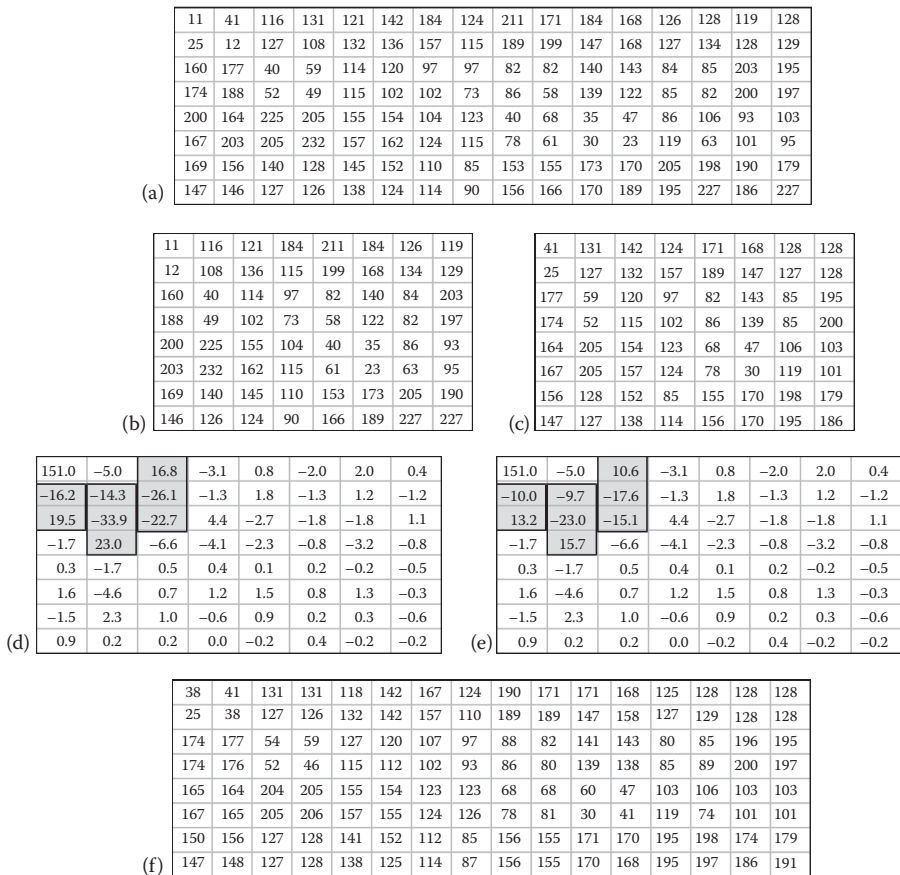 11 41 116 131 121 142 184 124 211 171 184 168 126 128 119 128
25 12 127 108 132 136 157 115 189 199 147 168 127 134 128 129
160 177 40 59 114 120 97 97 82 82 140 143 84 85 203 195
174 188 52 49 115 102 102 73 86 58 139 122 85 82 200 197
200 164 225 205 155 154 104 123 40 68 35 47 86 106 93 103
167 203 205 232 157 162 124 115 78 61 30 23 119 63 101 95
169 156 140 128 145 152 110 85 153 155 173 170 205 198 190 179
(a) 147 146 127 126 138 124 114 90 156 166 170 189 195 227 186 227
11 116 121 184 211 184 126 119
12 108 136 115 199 168 134 129
160 40 114 97 82 140 84 203
188 49 102 73 58 122 82 197
200 225 155 104 40 35 86 93
203 232 162 115 61 23 63 95
169 140 145 110 153 173 205 190
(b) 146 126 124 90 166 189 227 227
41 131 142 124 171 168 128 128
25 127 132 157 189 147 127 128
177 59 120 97 82 143 85 195
174 52 115 102 86 139 85 200
164 205 154 123 68 47 106 103
167 205 157 124 78 30 119 101
156 128 152 85 155 170 198 179
(c) 147 127 138 114 156 170 195 186
151.0 −5.0 16.8 −3.1 0.8 −2.0 2.0 0.4
−16.2 −14.3 −26.1 −1.3 1.8 −1.3 1.2 −1.2
19.5 −33.9 −22.7 4.4 −2.7 −1.8 −1.8 1.1
−1.7 23.0 −6.6 −4.1 −2.3 −0.8 −3.2 −0.8
0.3 −1.7 0.5 0.4 0.1 0.2 −0.2 −0.5
1.6 −4.6 0.7 1.2 1.5 0.8 1.3 −0.3
−1.5 2.3 1.0 −0.6 0.9 0.2 0.3 −0.6
(d) 0.9 0.2 0.2 0.0 −0.2 0.4 −0.2 −0.2
151.0 −5.0 10.6 −3.1 0.8 −2.0 2.0 0.4
−10.0 −9.7 −17.6 −1.3 1.8 −1.3 1.2 −1.2
13.2 −23.0 −15.1 4.4 −2.7 −1.8 −1.8 1.1
−1.7 15.7 −6.6 −4.1 −2.3 −0.8 −3.2 −0.8
0.3 −1.7 0.5 0.4 0.1 0.2 −0.2 −0.5
1.6 −4.6 0.7 1.2 1.5 0.8 1.3 −0.3
−1.5 2.3 1.0 −0.6 0.9 0.2 0.3 −0.6
(e) 0.9 0.2 0.2 0.0 −0.2 0.4 −0.2 −0.2
38 41 131 131 118 142 167 124 190 171 171 168 125 128 128 128
25 38 127 126 132 142 157 110 189 189 147 158 127 129 128 128
174 177 54 59 127 120 107 97 88 82 141 143 80 85 196 195
174 176 52 46 115 112 102 93 86 80 139 138 85 89 200 197
165 164 204 205 155 154 123 123 68 68 60 47 103 106 103 103
167 165 205 206 157 155 124 126 78 81 30 41 119 74 101 101
150 156 127 128 141 152 112 85 156 155 171 170 195 198 174 179
(f) 147 148 127 128 138 125 114 87 156 155 170 168 195 197 186 191